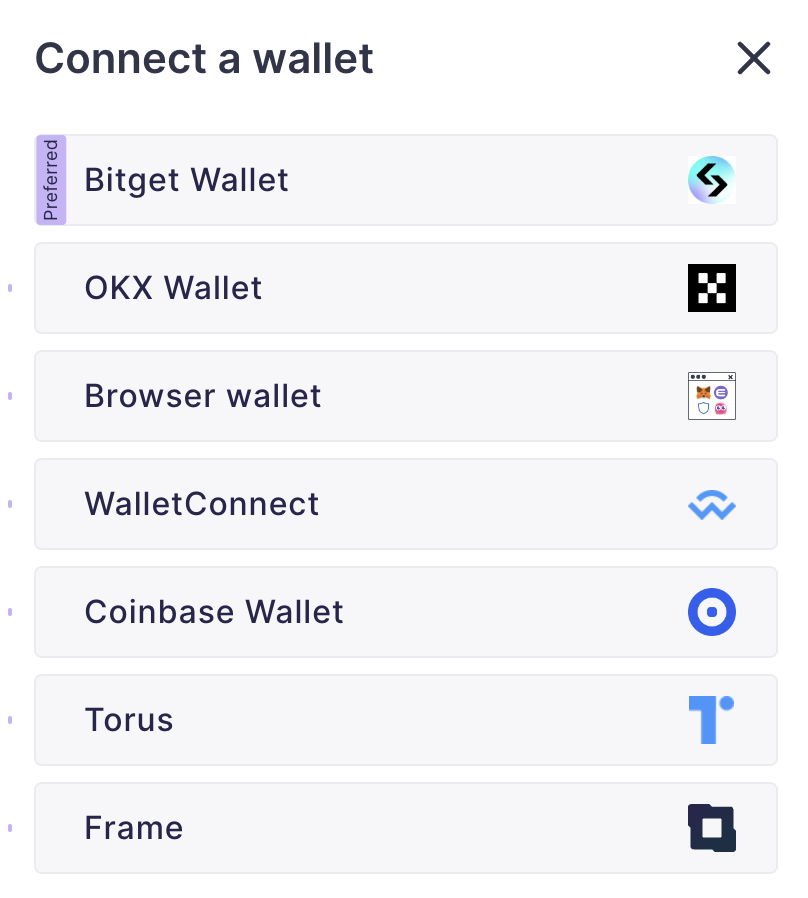 Connect a wallet
Preferred
Bitget Wallet
OKX Wallet
Browser wallet
WalletConnect
Coinbase Wallet
Torus
Frame